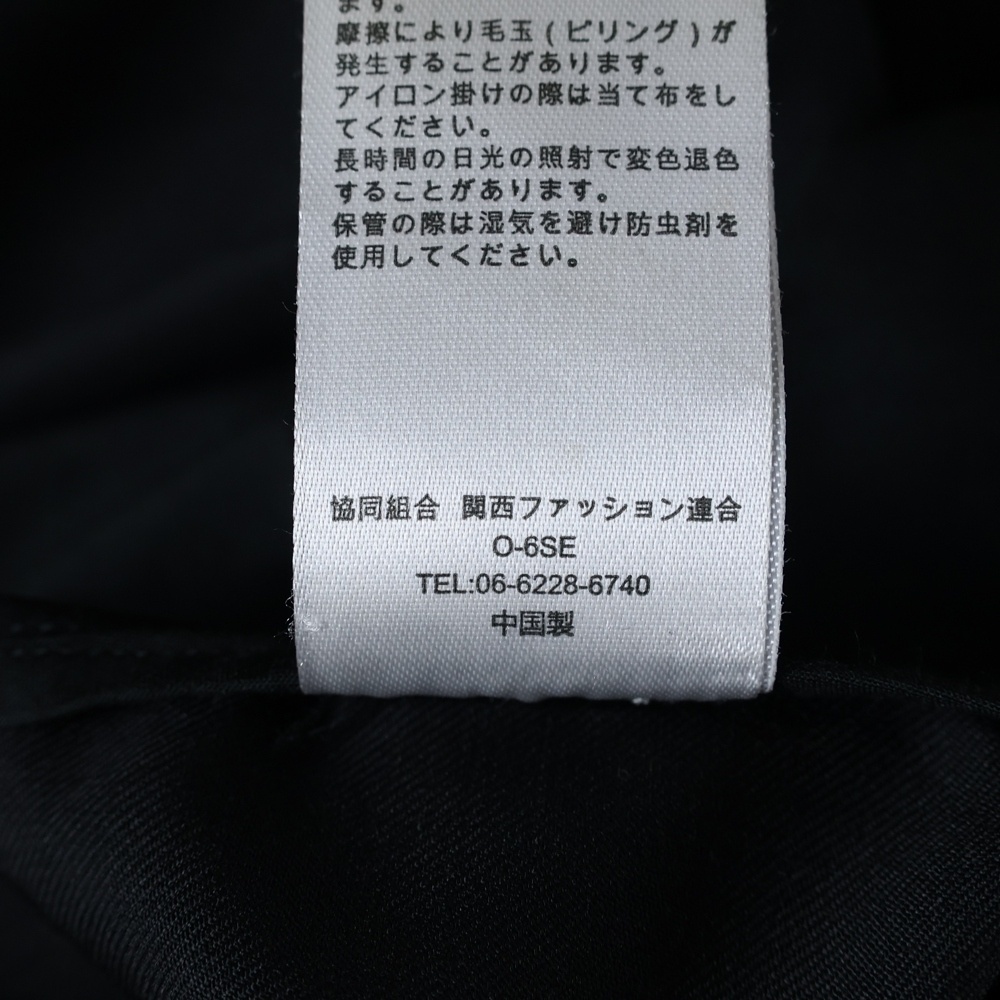 ます。
摩擦により毛玉(ピリング)が
発生することがあります。
アイロン掛けの際は当て布をし
てください。
長時間の日光の照射で変色退色
することがあります。
保管の際は湿気を避け防虫剤を
使用してください。
協同組合 関西ファッション連合
O-6SE
TEL:06-6228-6740
中国製